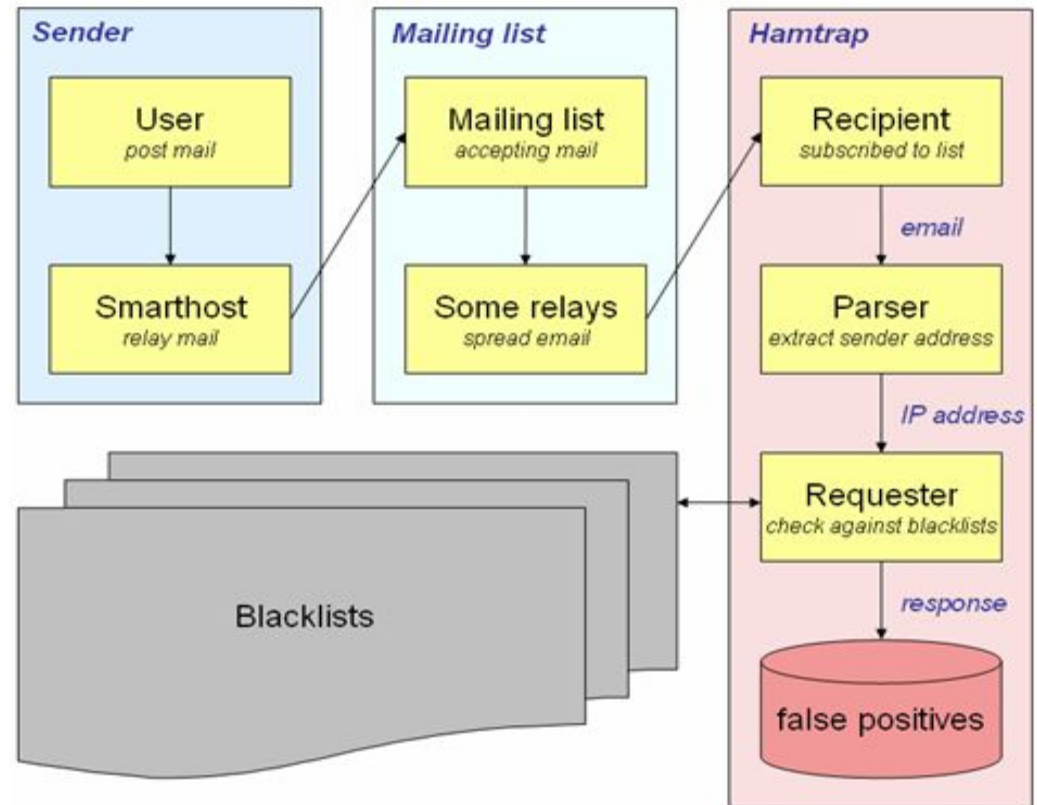 Sender
User
post mail
Smarthost
relay mail
Mailing list
Mailing list
accepting mail
Some relays
spread email
Hamtrap
Recipient
subscribed to list
email
Parser
extract sender address
IP address
Requester
check against blacklists
response
false positives
Blacklists